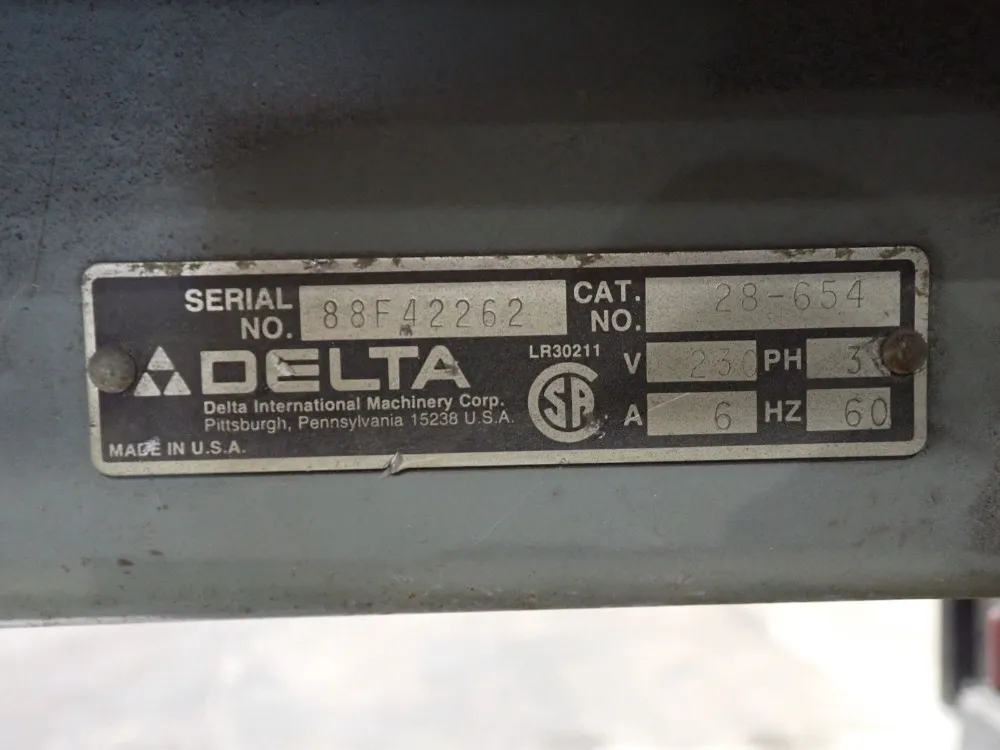 SERIAL NO. 88F42262 CAT. NO. 28-654
DELTA LR30211 V 230 PH 3
Delta International Machinery Corp. SA A 6 HZ 60
Pittsburgh, Pennsylvania 15238 U.S.A.
MADE IN U.S.A.